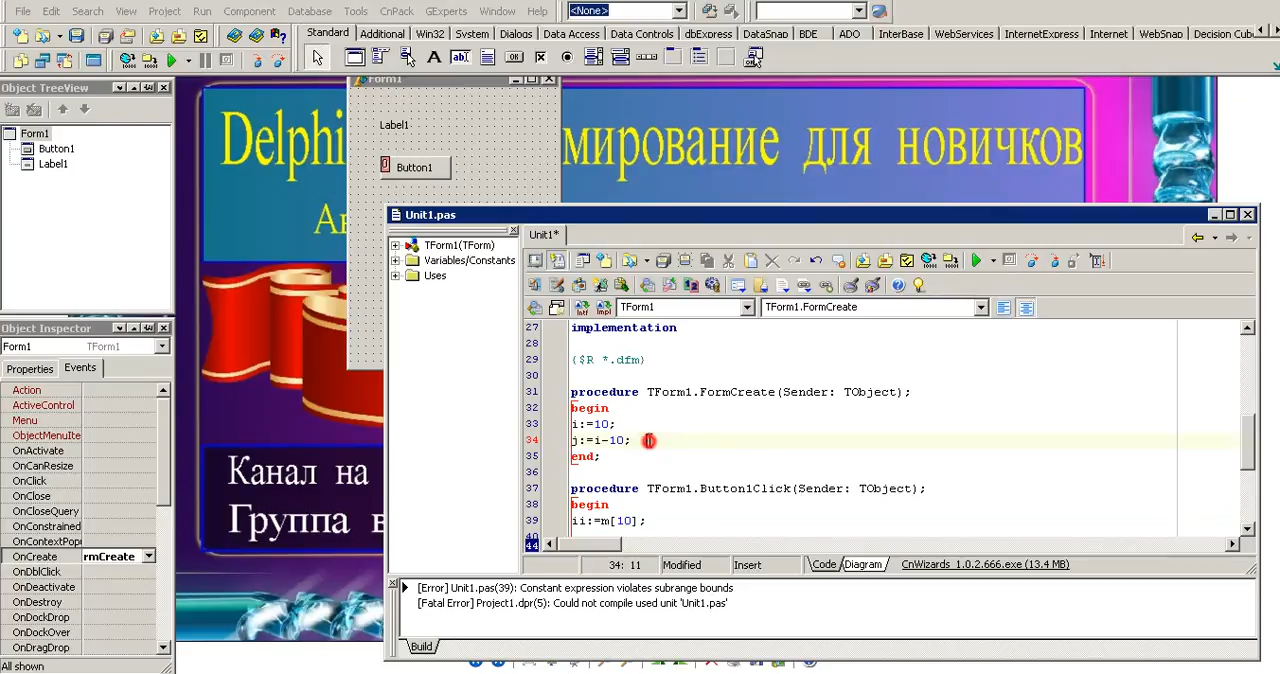 File Edit Search View Project Run Component Database Tools CnPack GExperts Window Help <None>
Standard Additional Win32 System Dialogs Data Access Data Controls dbExpress DataSnap BDE ADO InterBase WebServices InternetExpress Internet WebSnap Decision Cub
Object TreeView
Form1
Button1
Label1
Form1
Label1
Button1
Delphi
мирование для новичков
Канал на
Группа в
Object Inspector
Form1 TForm1
Properties Events
Action
ActiveControl
Menu
ObjectMenuIte
OnActivate
OnCanResize
OnClick
OnClose
OnCloseQuery
OnConstrained
OnContextPopu
OnCreate rmCreate
OnDblClick
OnDeactivate
OnDestroy
OnDockDrop
OnDockOver
OnDragDrop
All shown
Unit1.pas
TForm1(TForm)
Variables/Constants
Uses
Unit1*
TForm1 TForm1.FormCreate
27 implementation
28
29 {$R *.dfm}
30
31 procedure TForm1.FormCreate(Sender: TObject);
32 begin
33 i:=10;
34 j:=i-10;
35 end;
36
37 procedure TForm1.Button1Click(Sender: TObject);
38 begin
39 ii:=m[10];
44
34: 11 Modified Insert Code Diagram CnWizards 1.0.2.666.exe (13.4 MB)
[Error] Unit1.pas(39): Constant expression violates subrange bounds
[Fatal Error] Project1.dpr(5): Could not compile used unit 'Unit1.pas'
Build